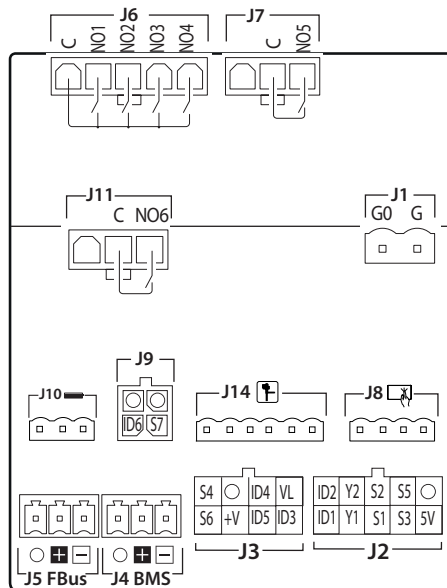 J6 J7
C NO1 NO2 NO3 NO4 C NO5
J11 J1
C NO6 G0 G
J9
J10 J14 J8
ID6 S7
S4 ID4 VL ID2 Y2 S2 S5
S6 +V ID5 ID3 ID1 Y1 S1 S3 5V
+ - + -
J3 J2
J5 FBus J4 BMS